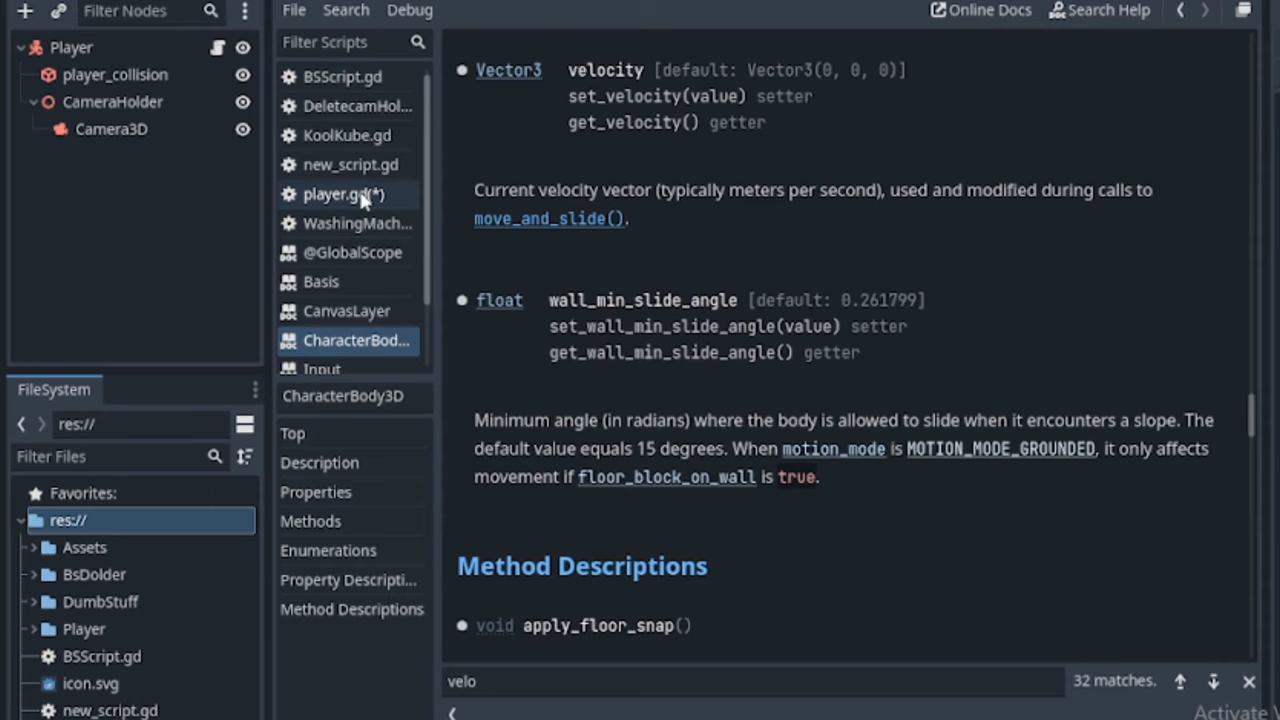 Filter Nodes
Player
player_collision
CameraHolder
Camera3D
FileSystem
res://
Filter Files
Favorites:
res://
Assets
BsDolder
DumbStuff
Player
BSScript.gd
icon.svg
new_script.gd
File Search Debug
Online Docs Search Help
Filter Scripts
BSScript.gd
DeletecamHol...
KoolKube.gd
new_script.gd
player.gd(*)
WashingMach...
@GlobalScope
Basis
CanvasLayer
CharacterBod...
Input
CharacterBody3D
Top
Description
Properties
Methods
Enumerations
Property Descripti...
Method Descriptions
Vector3 velocity [default: Vector3(0, 0, 0)]
set_velocity(value) setter
get_velocity() getter
Current velocity vector (typically meters per second), used and modified during calls to
move_and_slide().
float wall_min_slide_angle [default: 0.261799]
set_wall_min_slide_angle(value) setter
get_wall_min_slide_angle() getter
Minimum angle (in radians) where the body is allowed to slide when it encounters a slope. The
default value equals 15 degrees. When motion_mode is MOTION_MODE_GROUNDED, it only affects
movement if floor_block_on_wall is true.
Method Descriptions
void apply_floor_snap()
velo
32 matches.
Activate